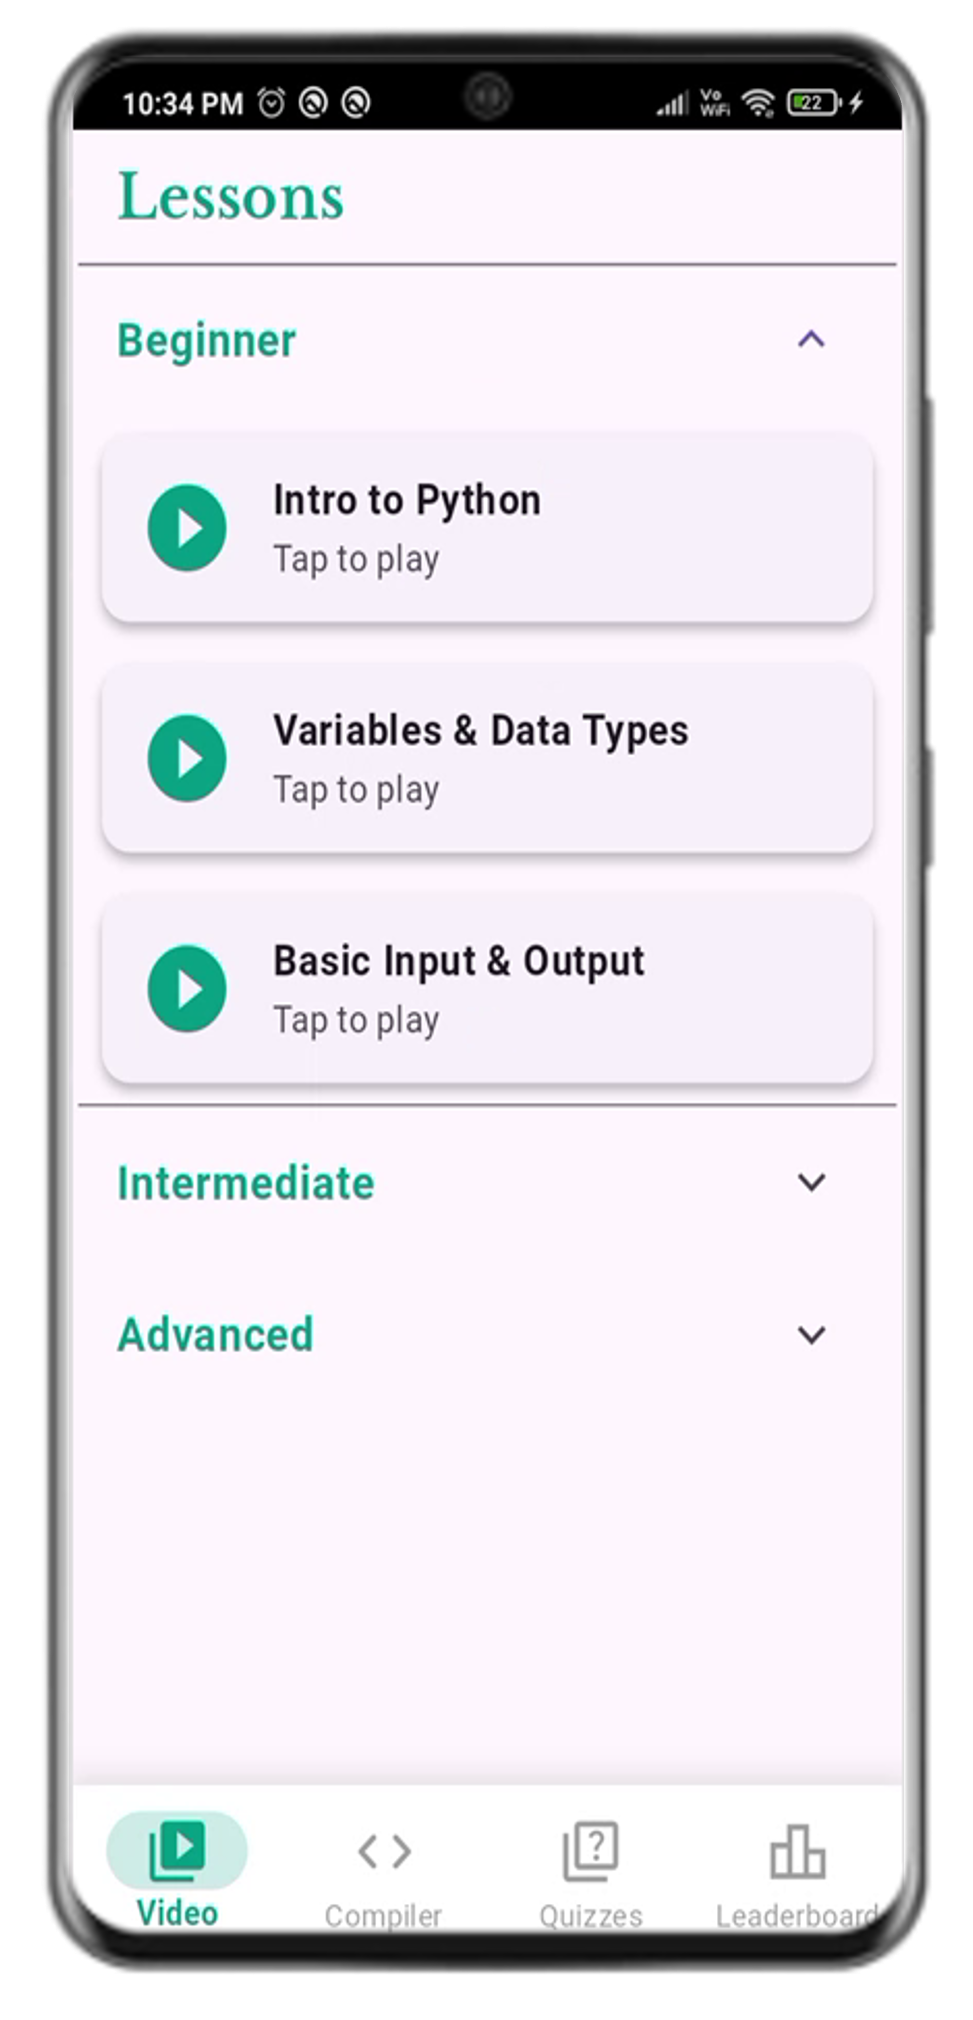 10:34 PM Vo WiFi 22
Lessons
Beginner
Intro to Python
Tap to play
Variables & Data Types
Tap to play
Basic Input & Output
Tap to play
Intermediate
Advanced
Video Compiler Quizzes Leaderboard